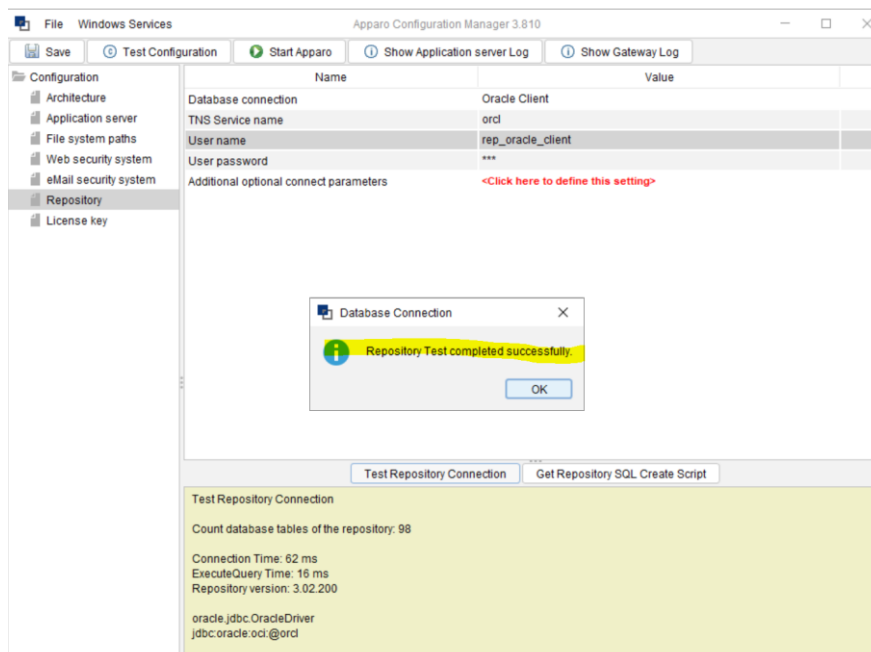 File Windows Services Apparo Configuration Manager 3.810
Save Test Configuration Start Apparo Show Application server Log Show Gateway Log
Configuration
Architecture
Application server
File system paths
Web security system
eMail security system
Repository
License key
Name Value
Database connection Oracle Client
TNS Service name orcl
User name rep_oracle_client
User password ***
Additional optional connect parameters <Click here to define this setting>
Database Connection
Repository Test completed successfully.
OK
Test Repository Connection Get Repository SQL Create Script
Test Repository Connection
Count database tables of the repository: 98
Connection Time: 62 ms
ExecuteQuery Time: 16 ms
Repository version: 3.02.200
oracle.jdbc.OracleDriver
jdbc:oracle:oci:@orcl